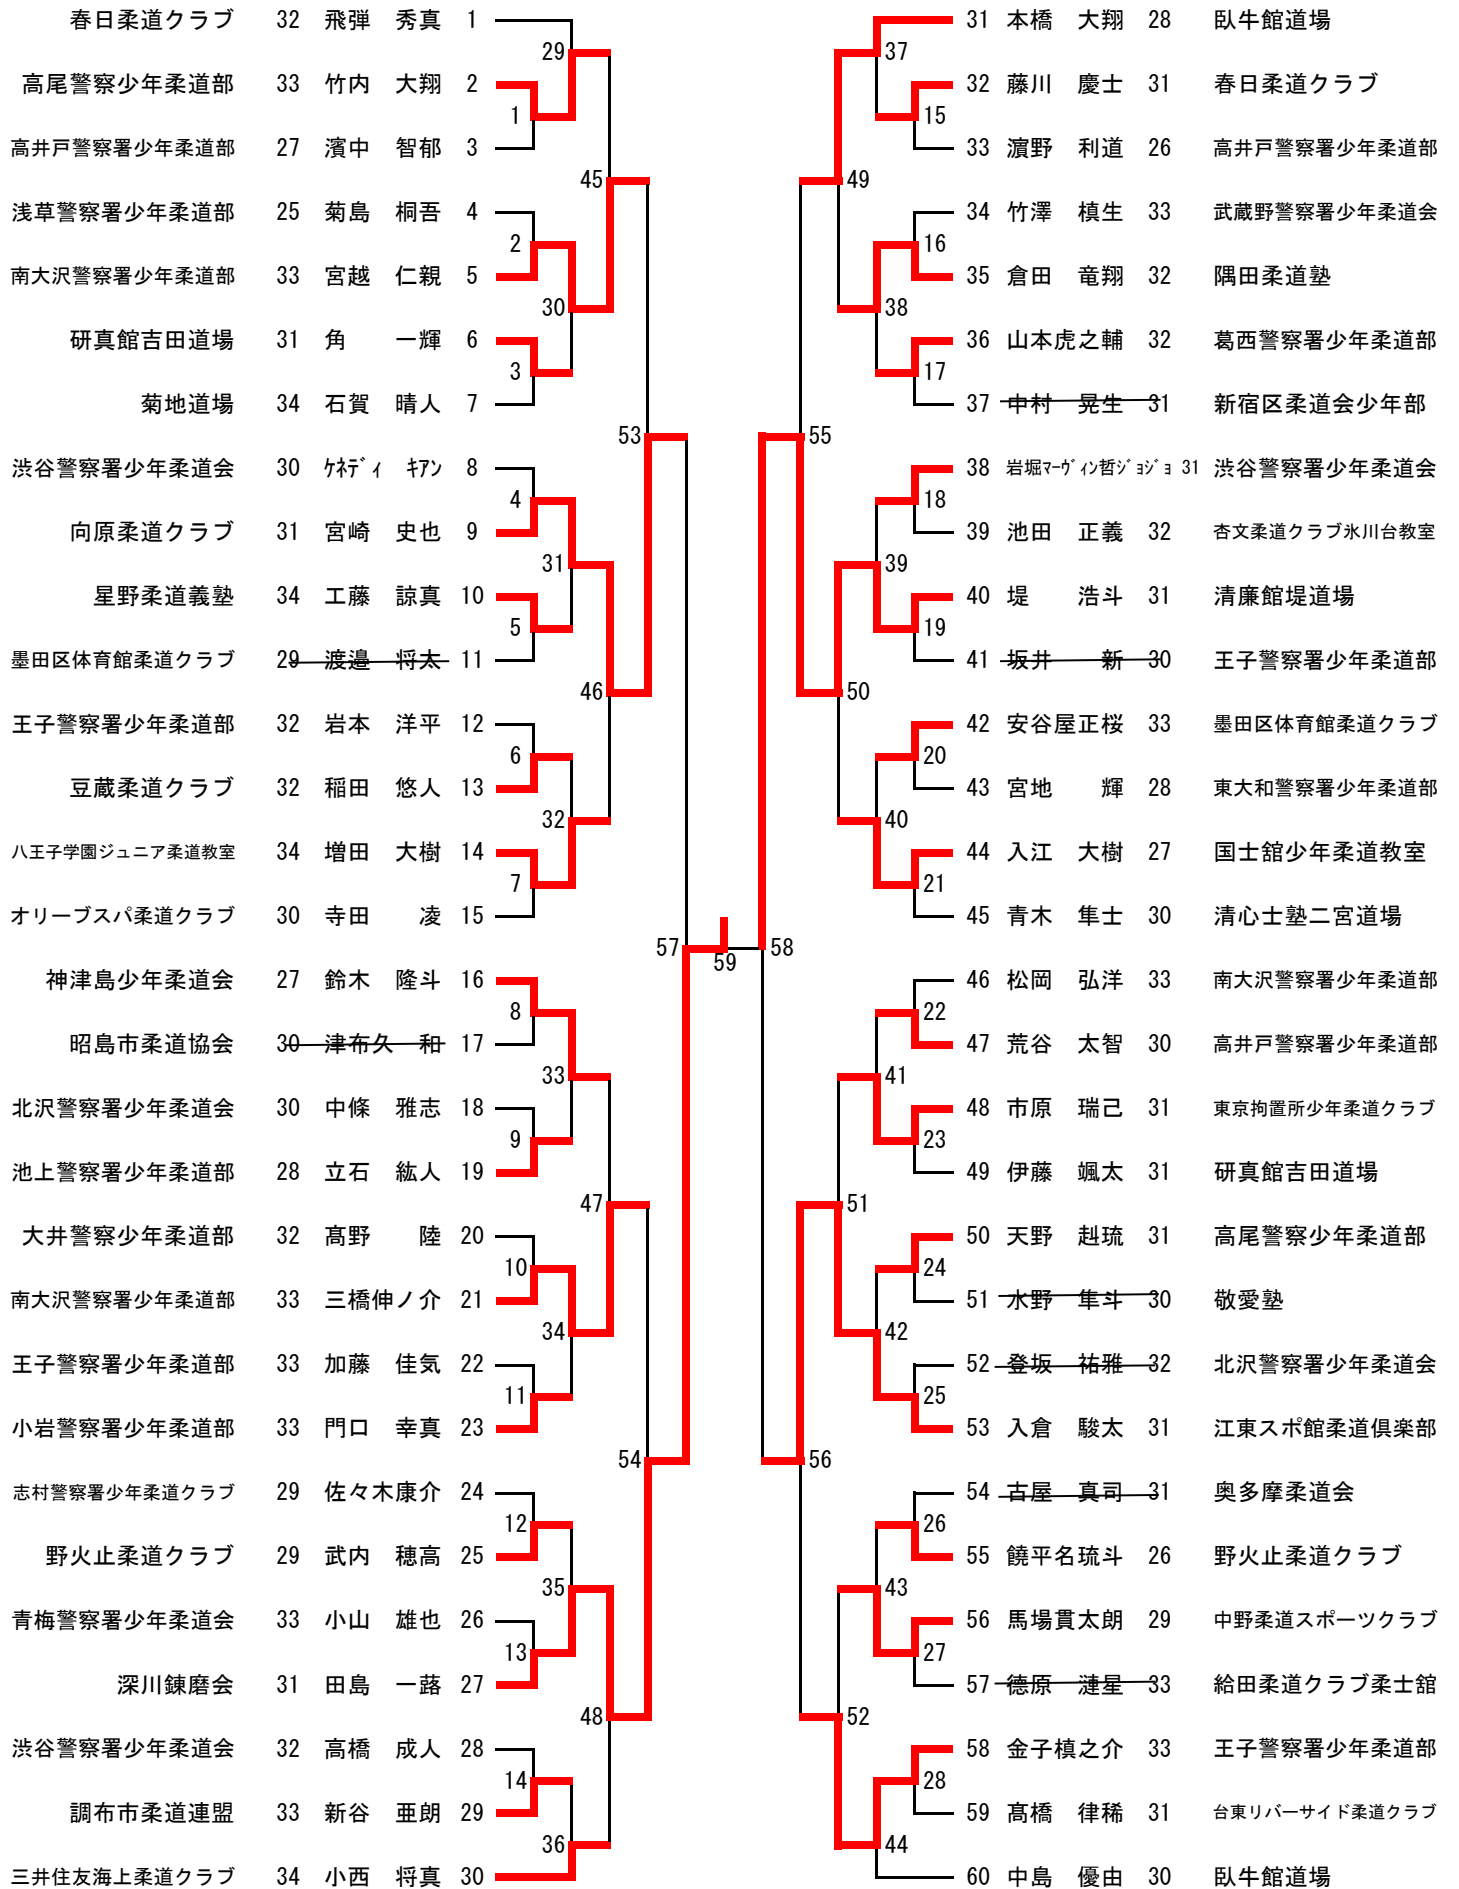 春日柔道クラブ 32 飛弾 秀真 1
高尾警察少年柔道部 33 竹内 大翔 2
高井戸警察署少年柔道部 27 濱中 智郁 3
浅草警察署少年柔道部 25 菊島 桐吾 4
南大沢警察署少年柔道部 33 宮越 仁親 5
研真館吉田道場 31 角 一輝 6
菊地道場 34 石賀 晴人 7
渋谷警察署少年柔道会 30 ｹﾈﾃﾞｨ ｷｱﾝ 8
向原柔道クラブ 31 宮崎 史也 9
星野柔道義塾 34 工藤 諒真 10
墨田区体育館柔道クラブ 29 渡邉 将太 11
王子警察署少年柔道部 32 岩本 洋平 12
豆蔵柔道クラブ 32 稲田 悠人 13
八王子学園ジュニア柔道教室 34 増田 大樹 14
オリーブスパ柔道クラブ 30 寺田 凌 15
神津島少年柔道会 27 鈴木 隆斗 16
昭島市柔道協会 30 津布久 和 17
北沢警察署少年柔道会 30 中條 雅志 18
池上警察署少年柔道部 28 立石 紘人 19
大井警察少年柔道部 32 髙野 陸 20
南大沢警察署少年柔道部 33 三橋伸ノ介 21
王子警察署少年柔道部 33 加藤 佳気 22
小岩警察署少年柔道部 33 門口 幸真 23
志村警察署少年柔道クラブ 29 佐々木康介 24
野火止柔道クラブ 29 武内 穂高 25
青梅警察署少年柔道会 33 小山 雄也 26
深川錬磨会 31 田島 一蕗 27
渋谷警察署少年柔道会 32 高橋 成人 28
調布市柔道連盟 33 新谷 亜朗 29
三井住友海上柔道クラブ 34 小西 将真 30
29
1
45
2
30
3
53
4
31
5
46
6
32
7
57
8
33
9
47
10
34
11
54
12
35
13
48
14
36
59
37
15
49
16
38
17
55
18
39
19
50
20
40
21
58
22
41
23
51
24
42
25
56
26
43
27
52
28
44
31 本橋 大翔 28 臥牛館道場
32 藤川 慶士 31 春日柔道クラブ
33 濵野 利道 26 高井戸警察署少年柔道部
34 竹澤 槙生 33 武蔵野警察署少年柔道会
35 倉田 竜翔 32 隅田柔道塾
36 山本虎之輔 32 葛西警察署少年柔道部
37 中村 晃生 31 新宿区柔道会少年部
38 岩堀ﾏｰｳﾞｨﾝ哲ｼﾞｮｼﾞｮ 31 渋谷警察署少年柔道会
39 池田 正義 32 杏文柔道クラブ氷川台教室
40 堤 浩斗 31 清廉館堤道場
41 坂井 新 30 王子警察署少年柔道部
42 安谷屋正桜 33 墨田区体育館柔道クラブ
43 宮地 輝 28 東大和警察署少年柔道部
44 入江 大樹 27 国士舘少年柔道教室
45 青木 隼士 30 清心士塾二宮道場
46 松岡 弘洋 33 南大沢警察署少年柔道部
47 荒谷 太智 30 高井戸警察署少年柔道部
48 市原 瑞己 31 東京拘置所少年柔道クラブ
49 伊藤 颯太 31 研真館吉田道場
50 天野 赳琉 31 高尾警察少年柔道部
51 水野 隼斗 30 敬愛塾
52 登坂 祐雅 32 北沢警察署少年柔道会
53 入倉 駿太 31 江東スポ館柔道倶楽部
54 古屋 真司 31 奥多摩柔道会
55 饒平名琉斗 26 野火止柔道クラブ
56 馬場貫太朗 29 中野柔道スポーツクラブ
57 德原 漣星 33 給田柔道クラブ柔士舘
58 金子槙之介 33 王子警察署少年柔道部
59 髙橋 律稀 31 台東リバーサイド柔道クラブ
60 中島 優由 30 臥牛館道場